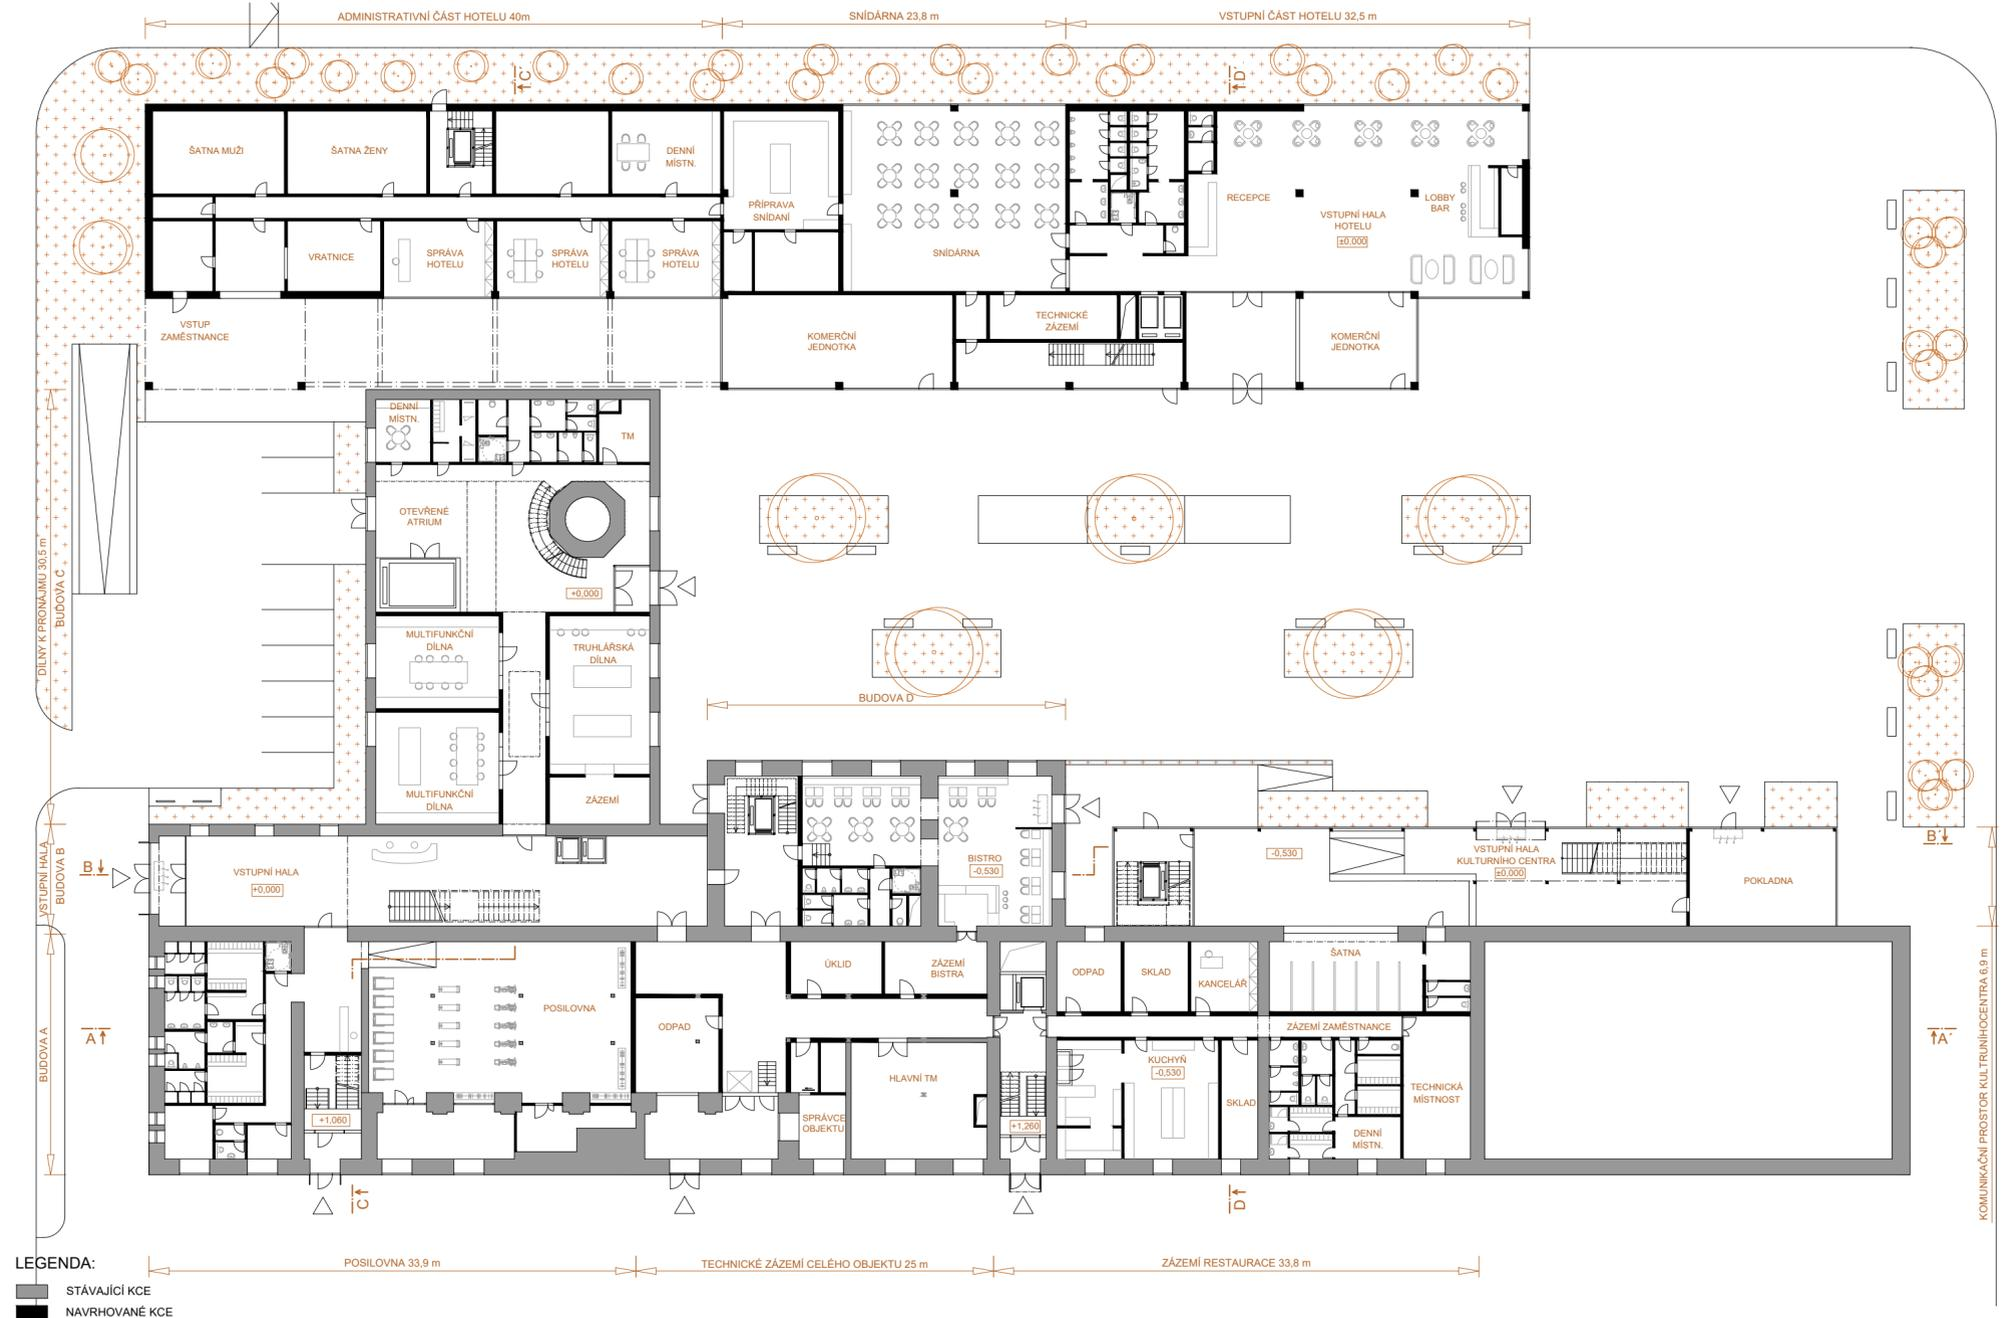 ADMINISTRATIVNÍ ČÁST HOTELU 40m
SNÍDÁRNA 23,8 m
VSTUPNÍ ČÁST HOTELU 32,5 m
C´
D´
ŠATNA MUŽI
ŠATNA ŽENY
DENNÍ
MÍSTN.
PŘÍPRAVA
SNÍDANÍ
RECEPCE
LOBBY
BAR
VSTUPNÍ HALA
HOTELU
±0,000
VRATNICE
SPRÁVA
HOTELU
SPRÁVA
HOTELU
SPRÁVA
HOTELU
SNÍDÁRNA
VSTUP
ZAMĚSTNANCE
KOMERČNÍ
JEDNOTKA
TECHNICKÉ
ZÁZEMÍ
KOMERČNÍ
JEDNOTKA
DENNÍ
MÍSTN.
TM
OTEVŘENÉ
ATRIUM
+0,000
DÍLNY K PRONÁJMU 30,5 m
BUDOVA C
MULTIFUNKČNÍ
DÍLNA
TRUHLÁŘSKÁ
DÍLNA
MULTIFUNKČNÍ
DÍLNA
ZÁZEMÍ
BUDOVA D
VSTUPNÍ HALA
BUDOVA B
B
VSTUPNÍ HALA
+0,000
BISTRO
-0,530
-0,530
VSTUPNÍ HALA
KULTURNÍHO CENTRA
±0,000
POKLADNA
B´
BUDOVA A
A
POSILOVNA
ÚKLID
ZÁZEMÍ
BISTRA
ODPAD
ODPAD
SKLAD
KANCELÁŘ
ŠATNA
ZÁZEMÍ ZAMĚSTNANCE
A´
KUCHYŇ
-0,530
HLAVNÍ TM
SKLAD
TECHNICKÁ
MÍSTNOST
SPRÁVCE
OBJEKTU
+1,060
+1,260
DENNÍ
MÍSTN.
KOMUNIKAČNÍ PROSTOR KULTRUNÍHOCENTRA 6,9 m
C
D
POSILOVNA 33,9 m
TECHNICKÉ ZÁZEMÍ CELÉHO OBJEKTU 25 m
ZÁZEMÍ RESTAURACE 33,8 m
LEGENDA:
STÁVAJÍCÍ KCE
NAVRHOVANÉ KCE